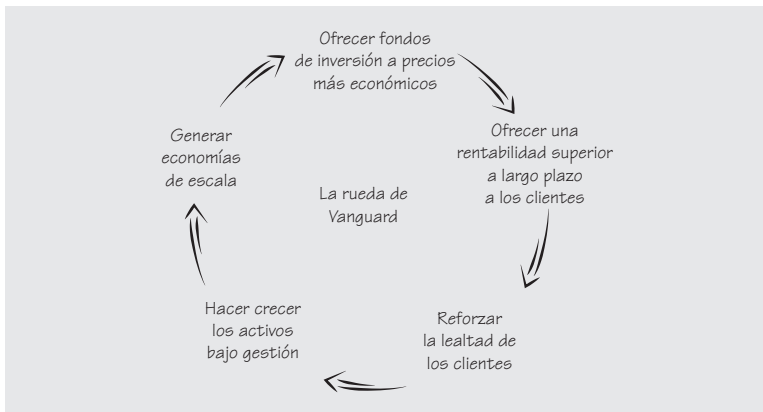 Ofrecer fondos
de inversión a precios
más económicos
Ofrecer una
rentabilidad superior
a largo plazo
a los clientes
Reforzar
la lealtad de
los clientes
Hacer crecer
los activos
bajo gestión
Generar
economías
de escala
La rueda de
Vanguard